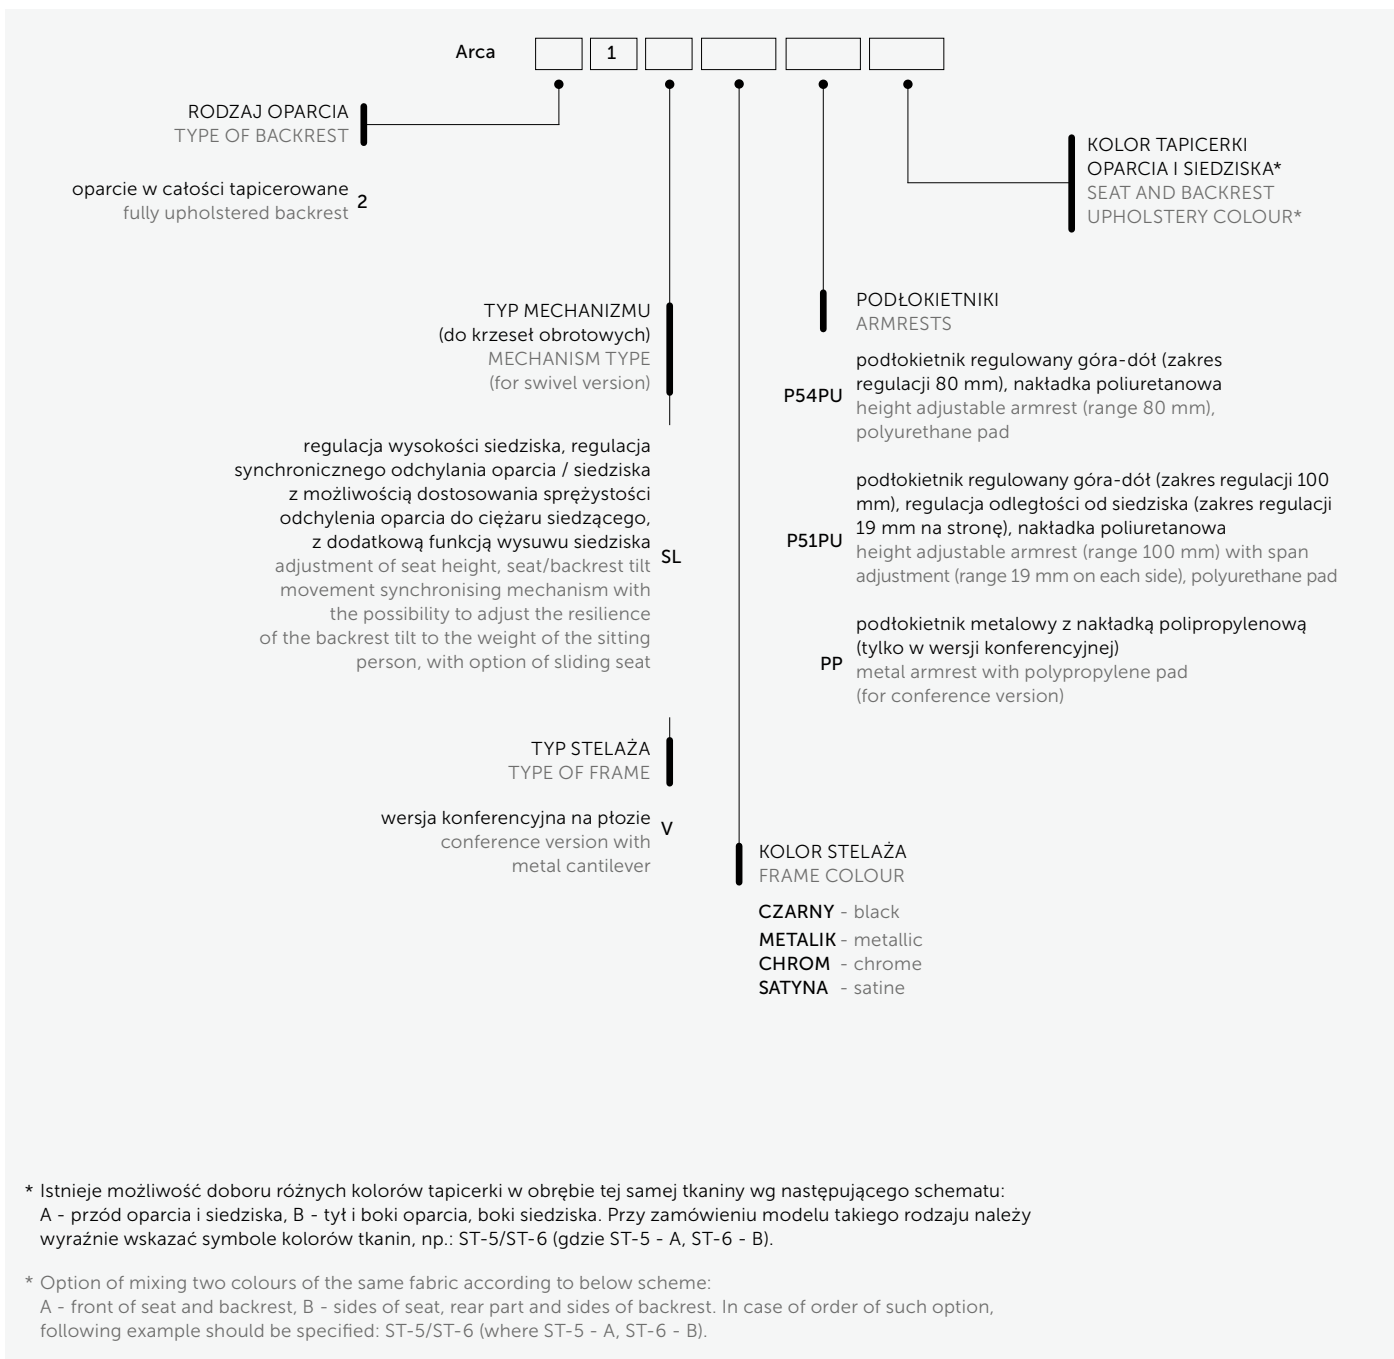 Arca 1
RODZAJ OPARCIA
TYPE OF BACKREST
oparcie w całości tapicerowane
fully upholstered backrest
2
KOLOR TAPICERKI
OPARCIA I SIEDZISKA*
SEAT AND BACKREST
UPHOLSTERY COLOUR*
TYP MECHANIZMU
(do krzeseł obrotowych)
MECHANISM TYPE
(for swivel version)
regulacja wysokości siedziska, regulacja
synchronicznego odchylania oparcia / siedziska
z możliwością dostosowania sprężystości
odchylenia oparcia do ciężaru siedzącego,
z dodatkową funkcją wysuwu siedziska
adjustment of seat height, seat/backrest tilt
movement synchronising mechanism with
the possibility to adjust the resilience
of the backrest tilt to the weight of the sitting
person, with option of sliding seat
SL
TYP STELAŻA
TYPE OF FRAME
wersja konferencyjna na płozie
conference version with
metal cantilever
V
PODŁOKIETNIKI
ARMRESTS
P54PU
podłokietnik regulowany góra-dół (zakres
regulacji 80 mm), nakładka poliuretanowa
height adjustable armrest (range 80 mm),
polyurethane pad
P51PU
podłokietnik regulowany góra-dół (zakres regulacji 100
mm), regulacja odległości od siedziska (zakres regulacji
19 mm na stronę), nakładka poliuretanowa
height adjustable armrest (range 100 mm) with span
adjustment (range 19 mm on each side), polyurethane pad
PP
podłokietnik metalowy z nakładką polipropylenową
(tylko w wersji konferencyjnej)
metal armrest with polypropylene pad
(for conference version)
KOLOR STELAŻA
FRAME COLOUR
CZARNY - black
METALIK - metallic
CHROM - chrome
SATYNA - satine
* Istnieje możliwość doboru różnych kolorów tapicerki w obrębie tej samej tkaniny wg następującego schematu:
A - przód oparcia i siedziska, B - tył i boki oparcia, boki siedziska. Przy zamówieniu modelu takiego rodzaju należy
wyraźnie wskazać symbole kolorów tkanin, np.: ST-5/ST-6 (gdzie ST-5 - A, ST-6 - B).
* Option of mixing two colours of the same fabric according to below scheme:
A - front of seat and backrest, B - sides of seat, rear part and sides of backrest. In case of order of such option,
following example should be specified: ST-5/ST-6 (where ST-5 - A, ST-6 - B).